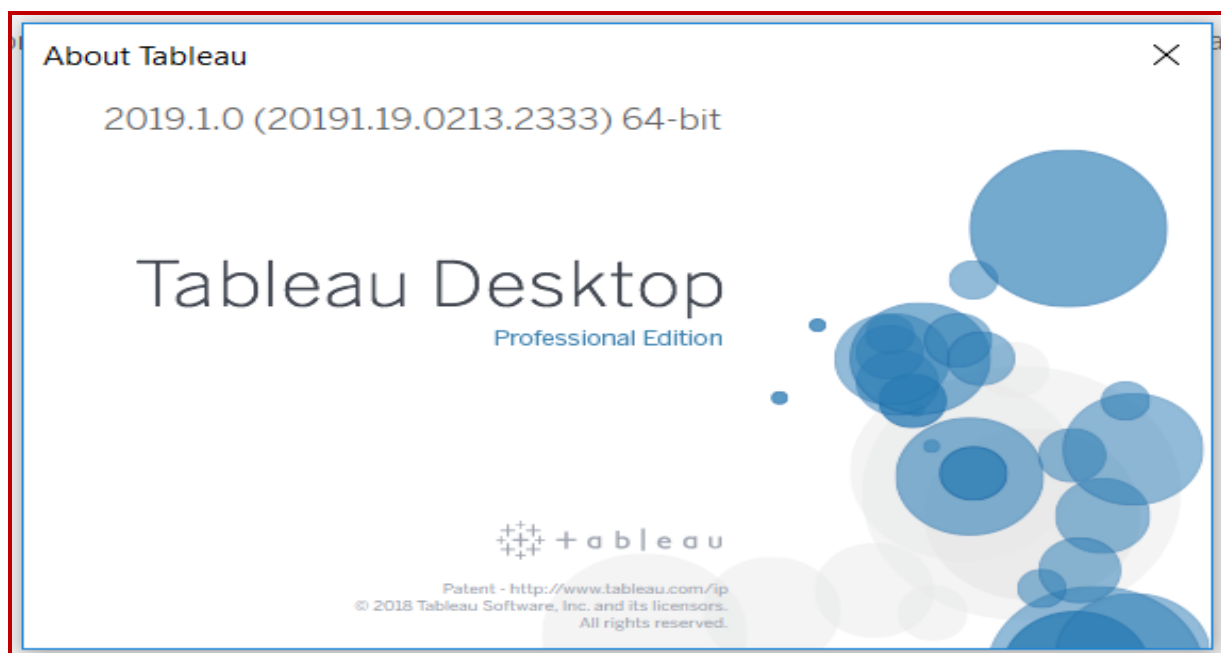 About Tableau
2019.1.0 (20191.19.0213.2333) 64-bit
Tableau Desktop
Professional Edition
+ a b l e a u
Patent - http://www.tableau.com/ip
© 2018 Tableau Software, Inc. and its licensors.
All rights reserved.